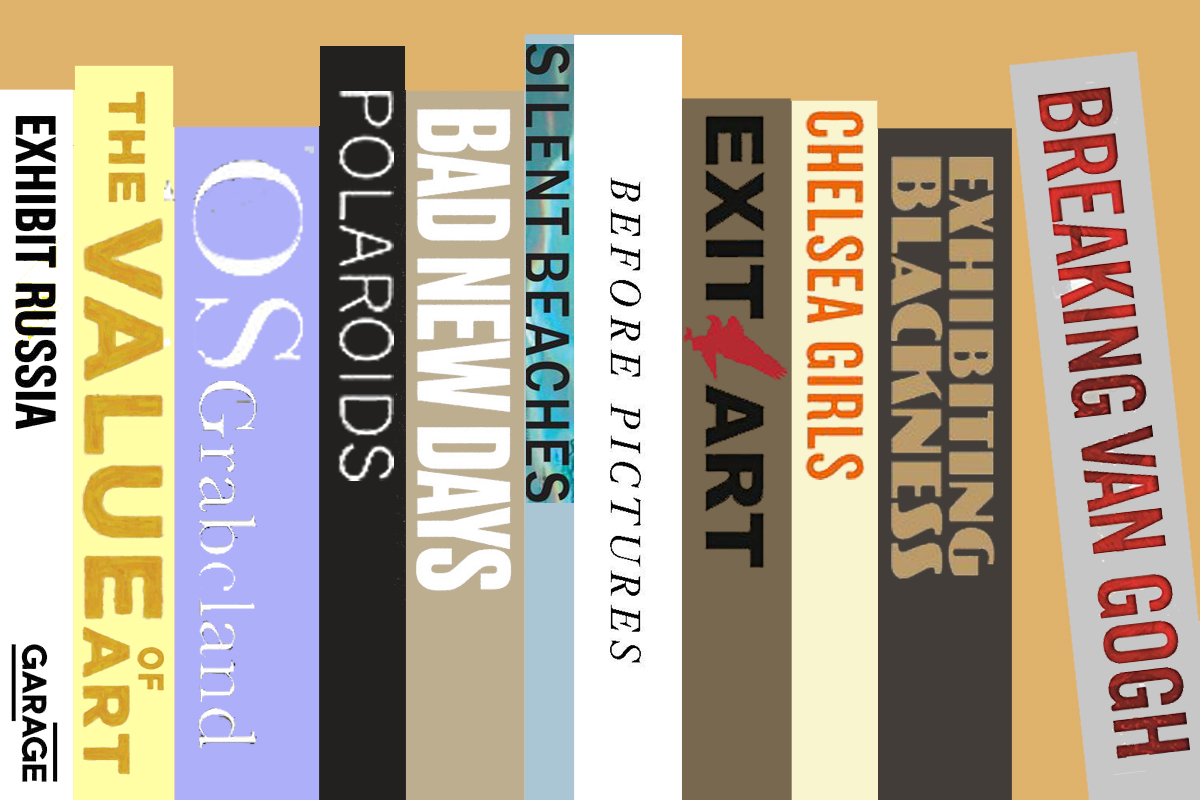 EXHIBIT RUSSIA
GARAGE
THE VALUE
OF
ART
OS
Grabeland
POLAROIDS
BAD NEW DAYS
SILENT BEACHES
BEFORE PICTURES
EXIT ART
CHELSEA GIRLS
EXHIBITING
BLACKNESS
BREAKING VAN GOGH